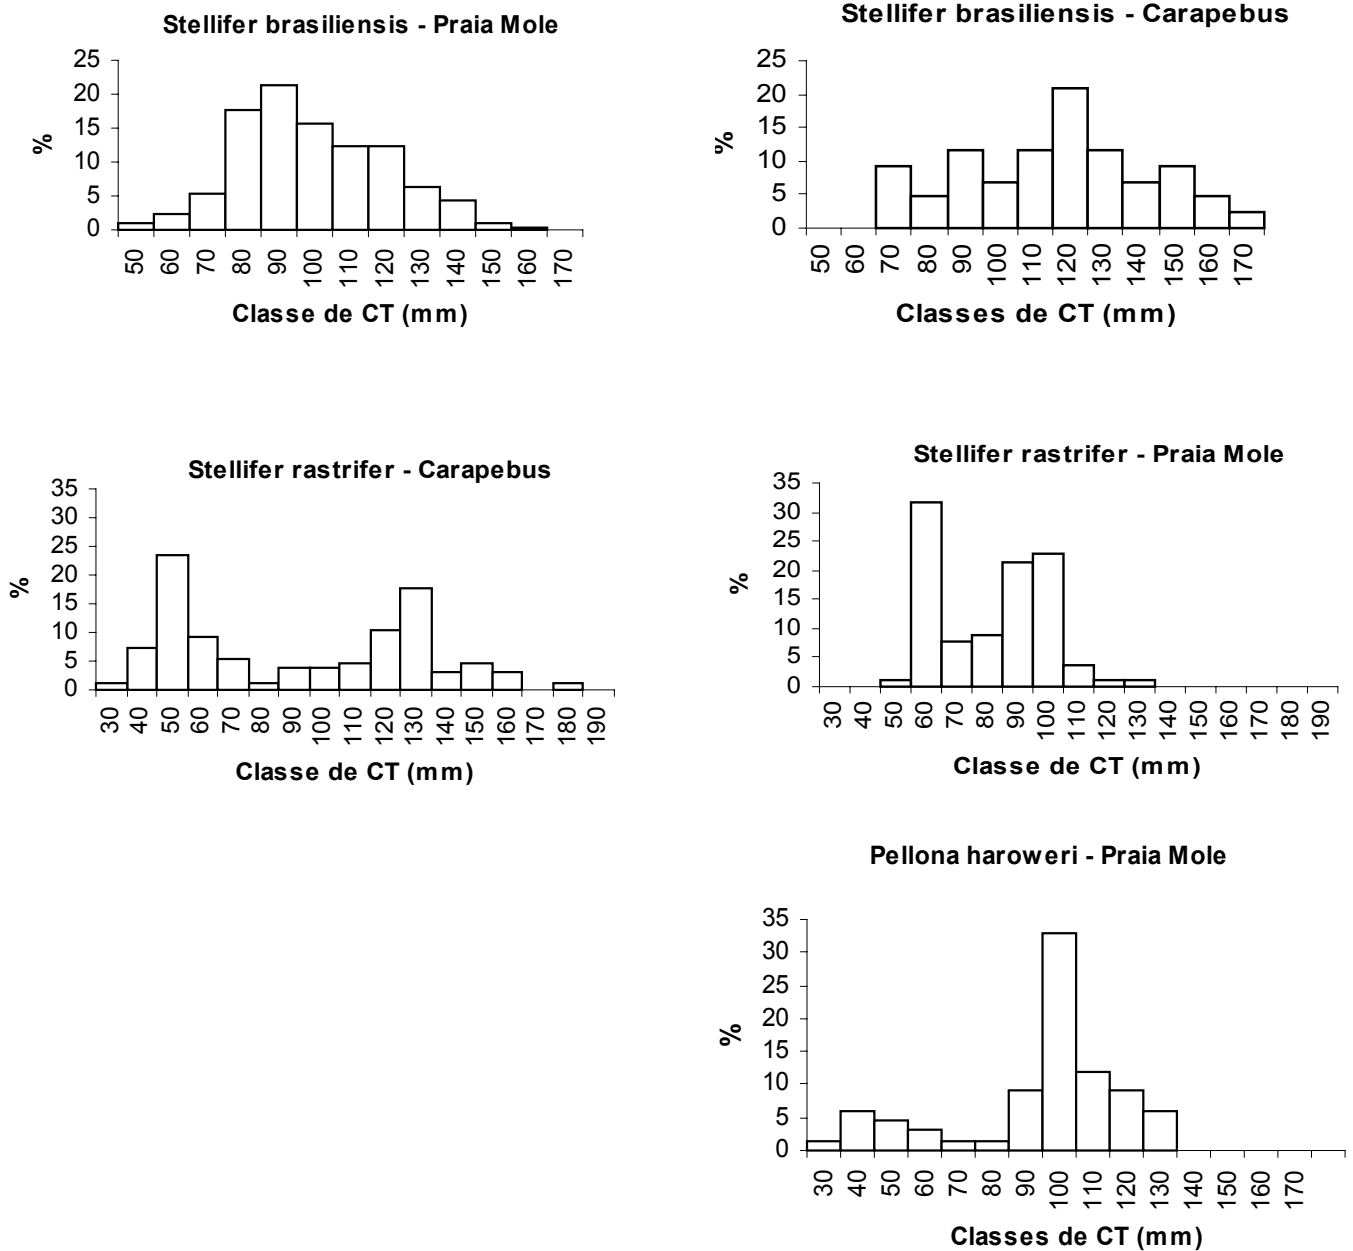 Stellifer brasiliensis - Praia Mole
25
20
15
10
5
0
%
50 60 70 80 90 100 110 120 130 140 150 160 170
Classe de CT (mm)
Stellifer brasiliensis - Carapebus
25
20
15
10
5
0
%
50 60 70 80 90 100 110 120 130 140 150 160 170
Classes de CT (mm)
Stellifer rastrifer - Carapebus
35
30
25
20
15
10
5
0
%
30 40 50 60 70 80 90 100 110 120 130 140 150 160 170 180 190
Classe de CT (mm)
Stellifer rastrifer - Praia Mole
35
30
25
20
15
10
5
0
%
30 40 50 60 70 80 90 100 110 120 130 140 150 160 170 180 190
Classe de CT (mm)
Pellona haroweri - Praia Mole
35
30
25
20
15
10
5
0
%
30 40 50 60 70 80 90 100 110 120 130 140 150 160 170
Classes de CT (mm)